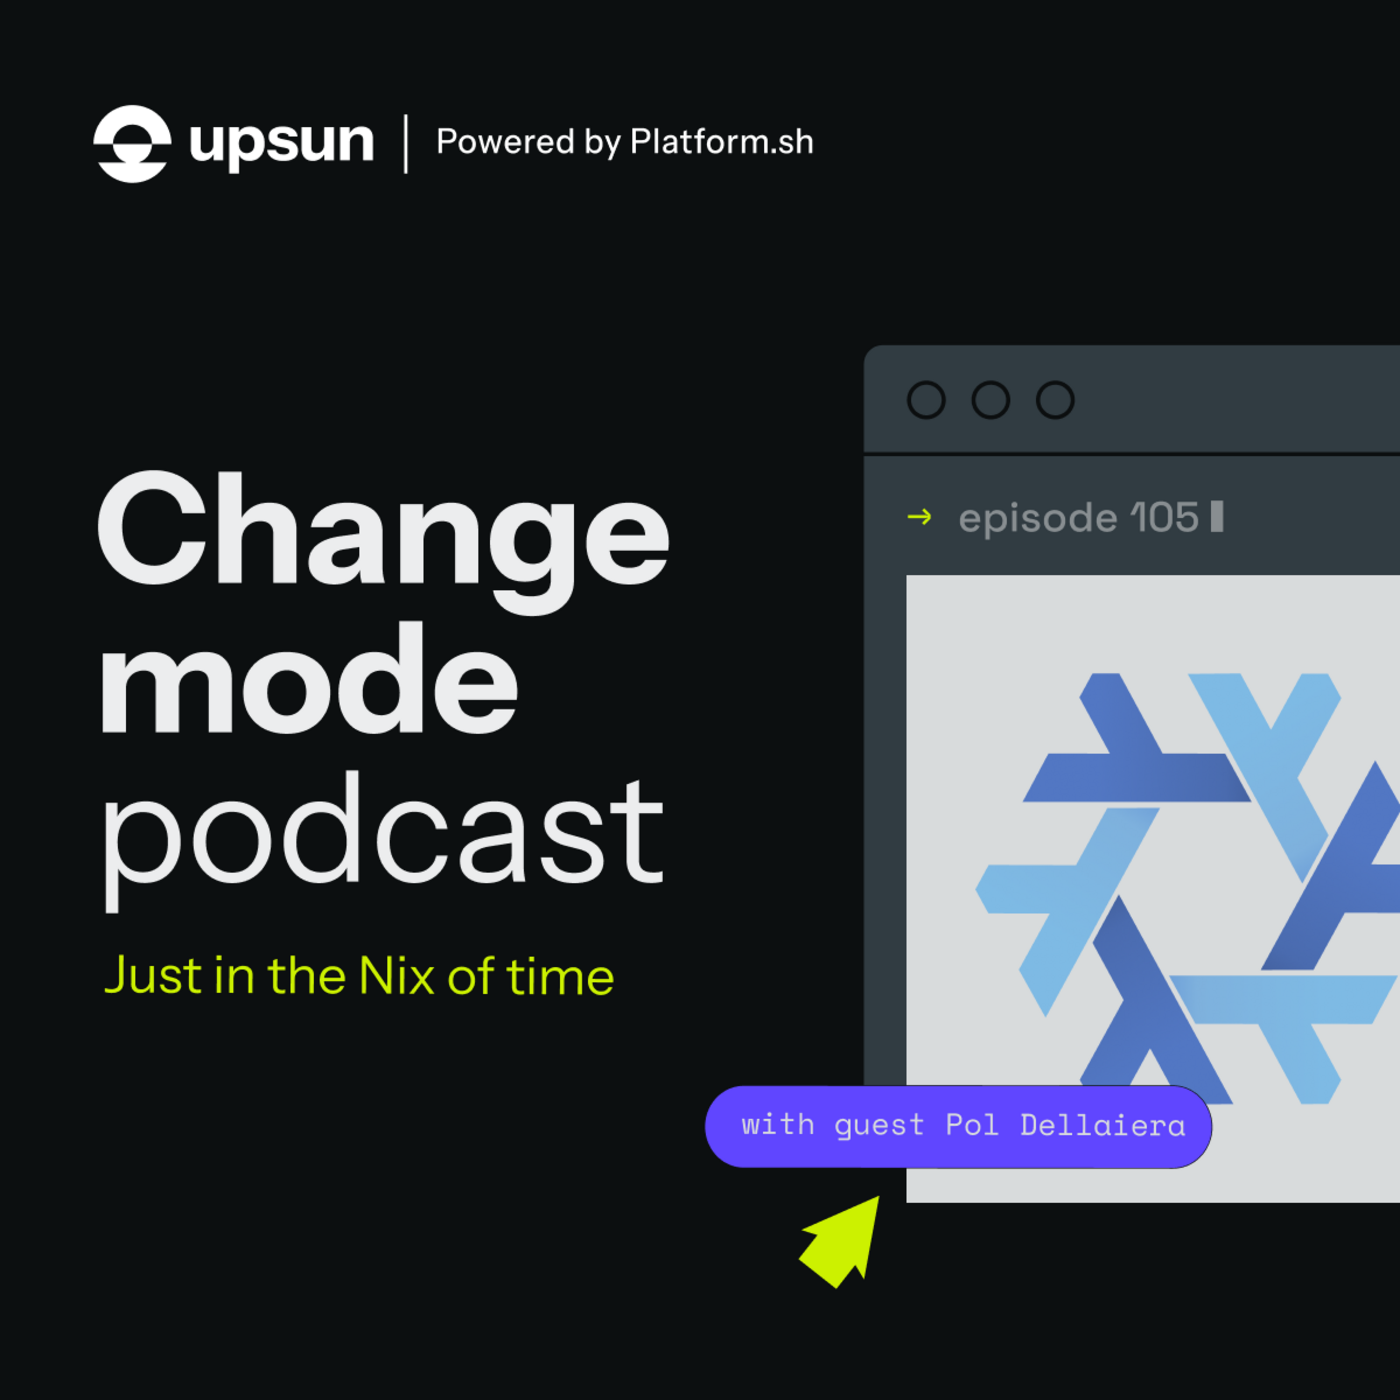 upsun | Powered by Platform.sh
Change
mode
podcast
Just in the Nix of time
→ episode 105
with guest Pol Dellaiera